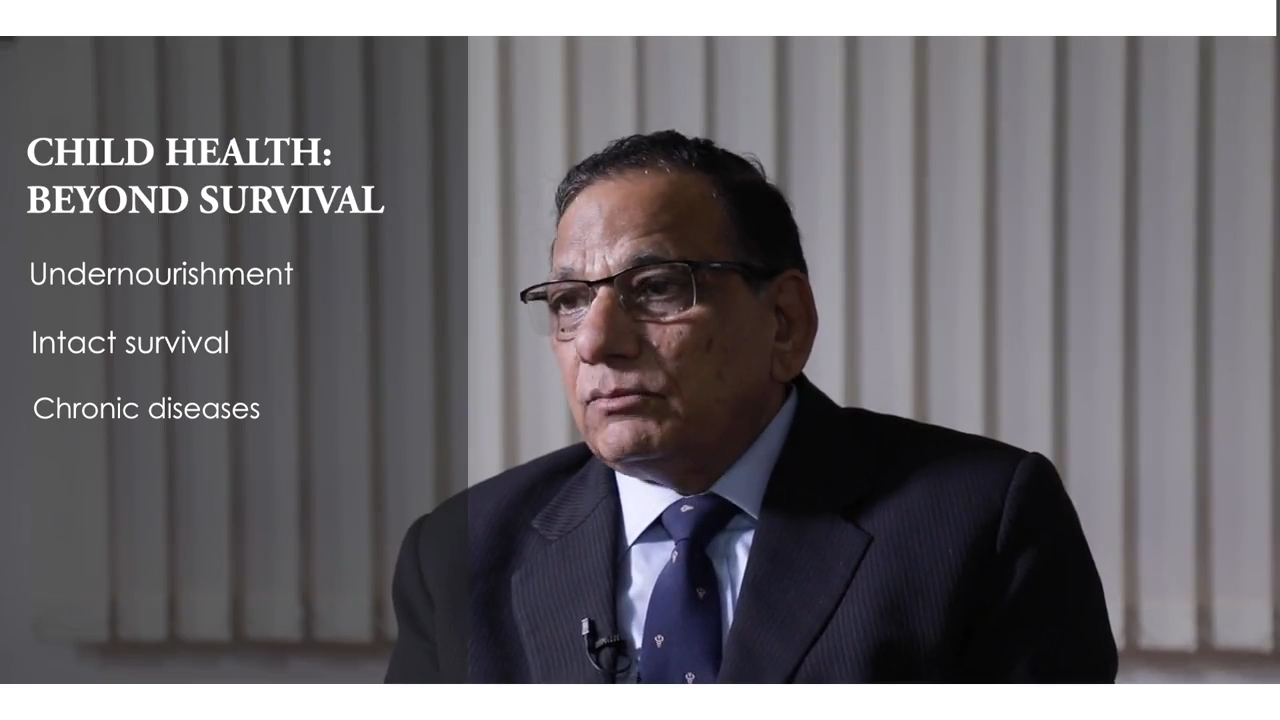 CHILD HEALTH:
BEYOND SURVIVAL
Undernourishment
Intact survival
Chronic diseases